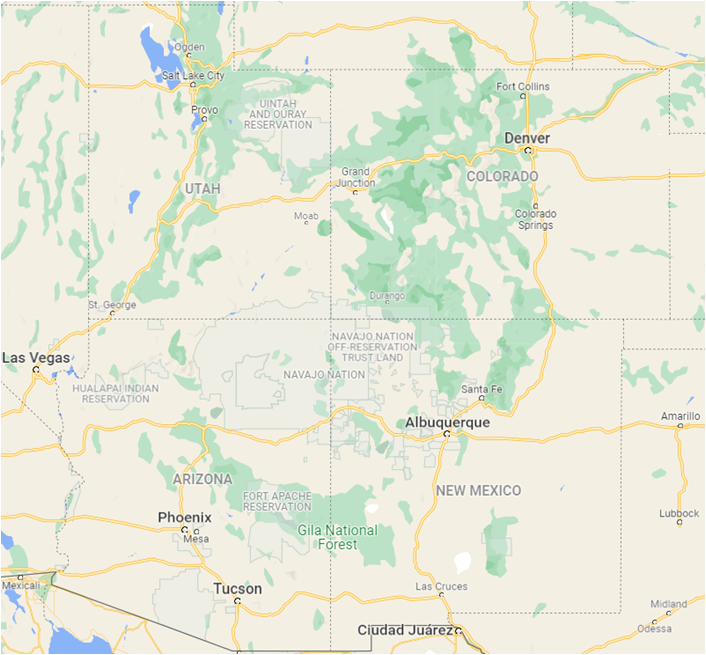 Ogden
Salt Lake City
Fort Collins
Provo
UINTAH
AND OURAY
RESERVATION
Denver
Grand
Junction
COLORADO
UTAH
Moab
Colorado
Springs
Durango
St. George
NAVAJO NATION
OFF-RESERVATION
TRUST LAND
Las Vegas
NAVAJO NATION
HUALAPAI INDIAN
RESERVATION
Santa Fe
Albuquerque
Amarillo
ARIZONA
NEW MEXICO
FORT APACHE
RESERVATION
Phoenix
Mesa
Gila National
Forest
Lubbock
Mexicali
Tucson
Las Cruces
Midland
Odessa
Ciudad Juárez